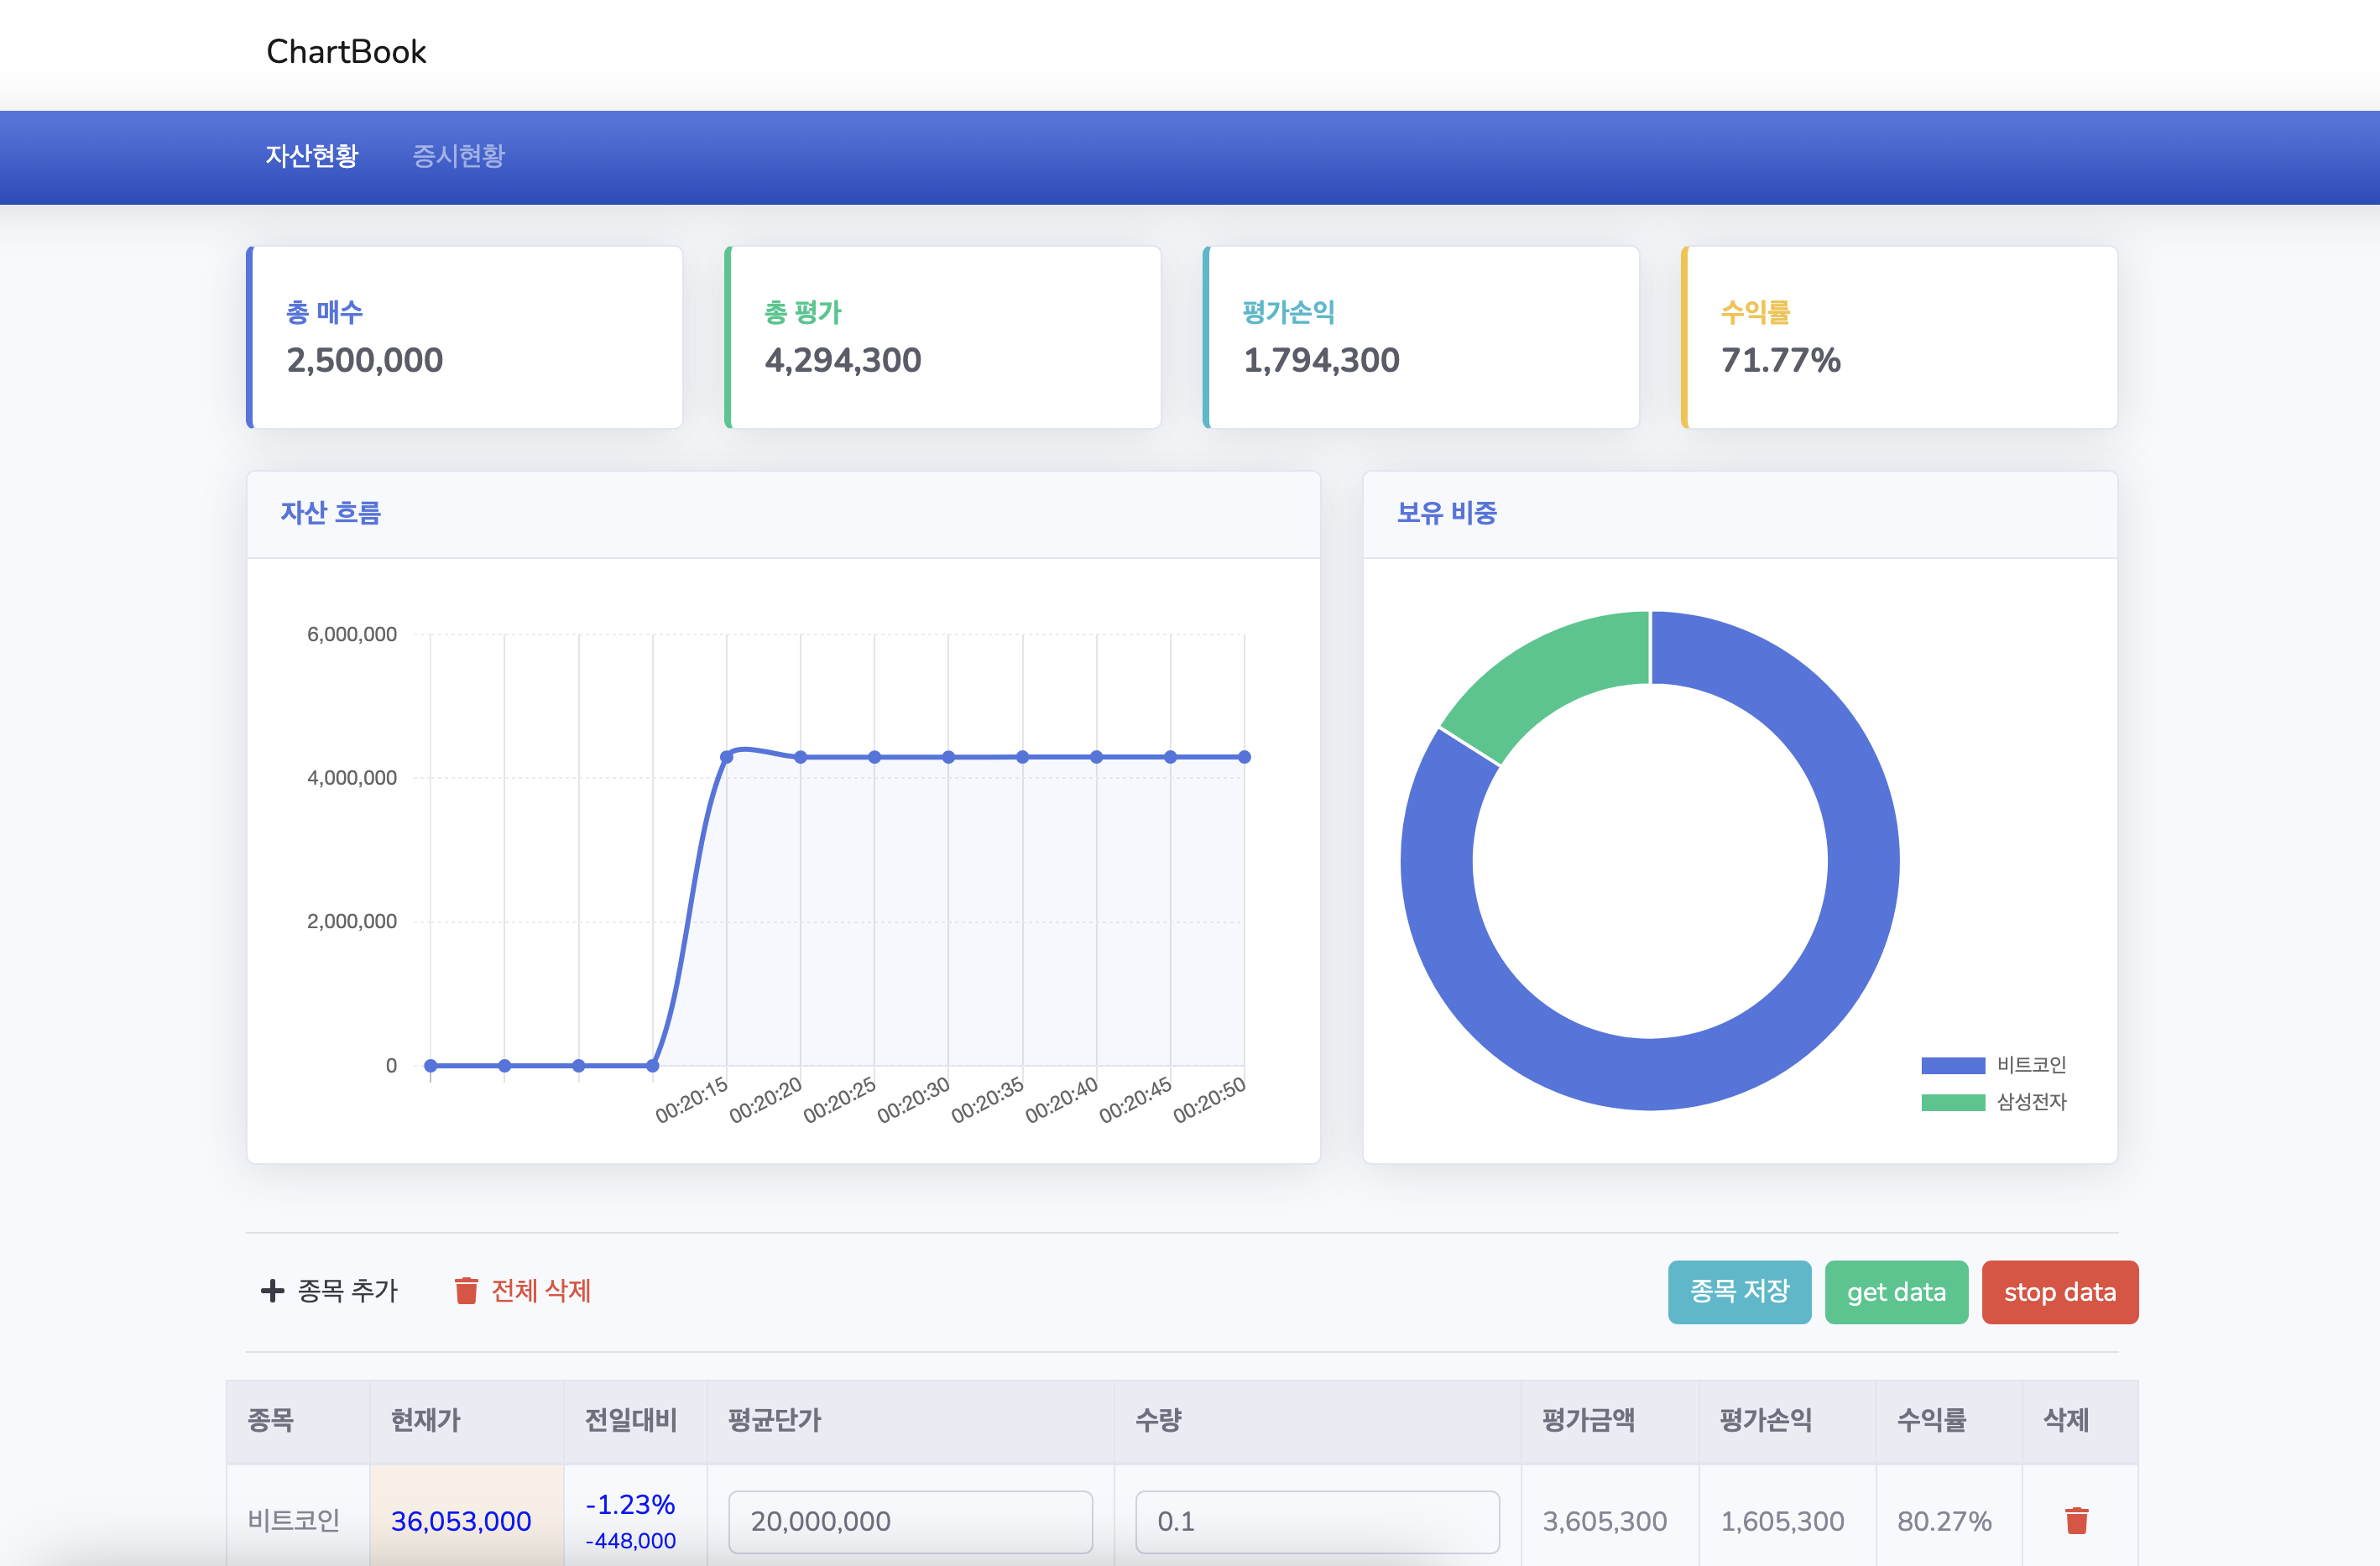 ChartBook
자산현황 증시현황
총 매수
2,500,000
총 평가
4,294,300
평가손익
1,794,300
수익률
71.77%
자산 흐름
6,000,000
4,000,000
2,000,000
0
00:20:15 00:20:20 00:20:25 00:20:30 00:20:35 00:20:40 00:20:45 00:20:50
보유 비중
비트코인
삼성전자
종목 추가 전체 삭제 종목 저장 get data stop data
종목 현재가 전일대비 평균단가 수량 평가금액 평가손익 수익률 삭제
비트코인 36,053,000 -1.23% 20,000,000 0.1 3,605,300 1,605,300 80.27%
-448,000